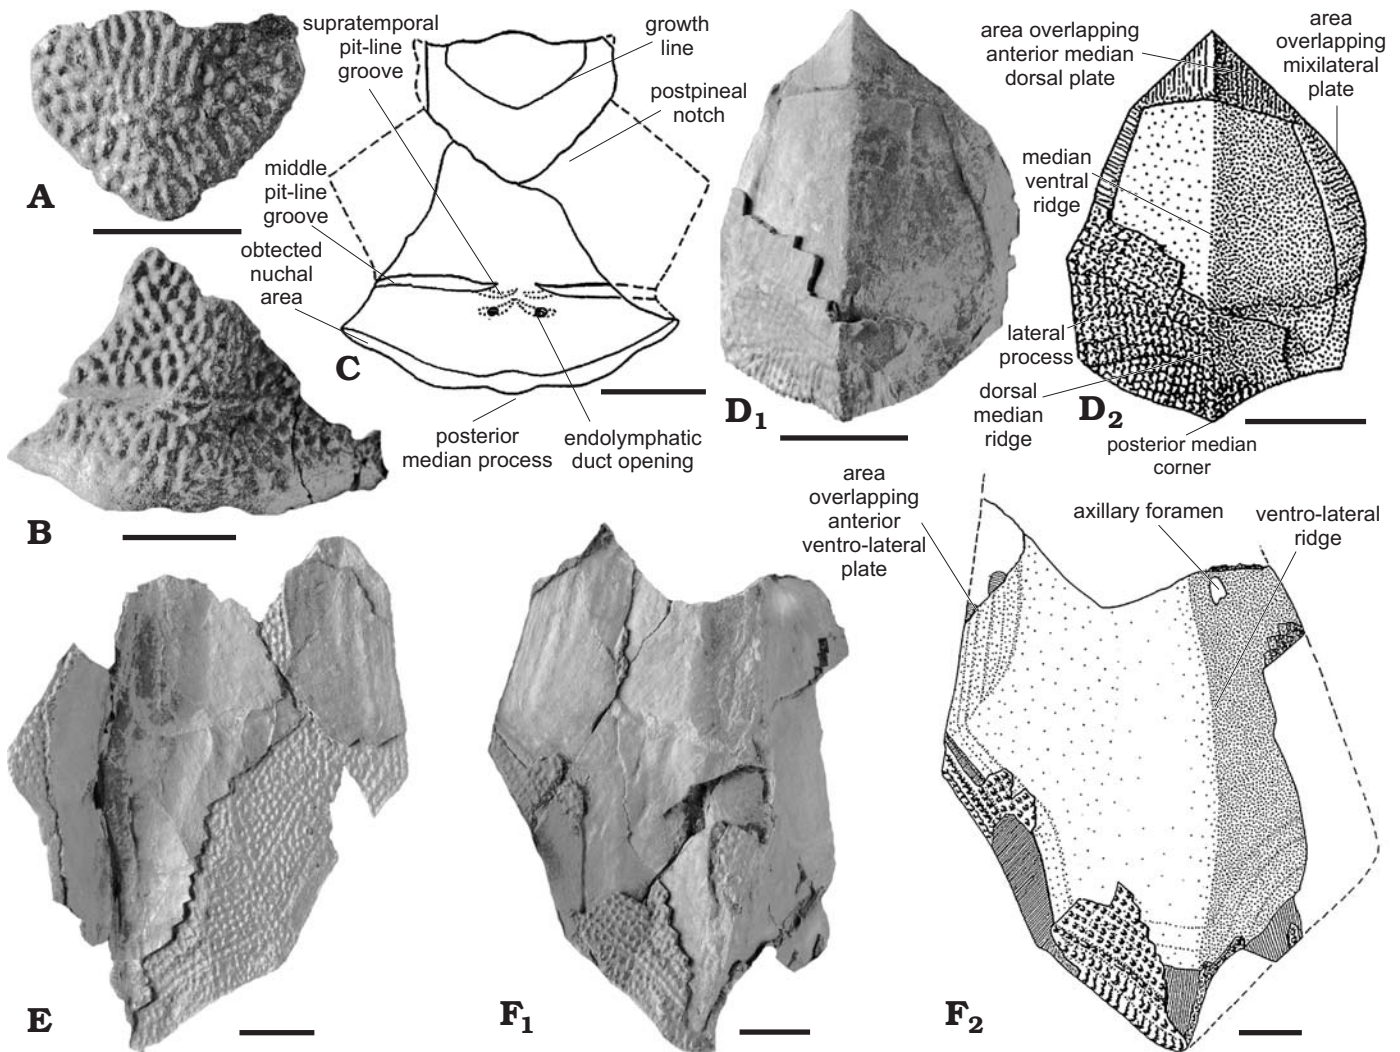 supratemporal
pit-line
groove
growth
line
postpineal
notch
middle
pit-line
groove
obtected
nuchal
area
A
B
C
posterior
median process
endolymphatic
duct opening
area overlapping
anterior median
dorsal plate
area
overlapping
mixilateral
plate
median
ventral
ridge
lateral
process
dorsal
median
ridge
D1
D2
posterior median
corner
area
overlapping
anterior
ventro-lateral
plate
axillary foramen
ventro-lateral
ridge
E
F1
F2